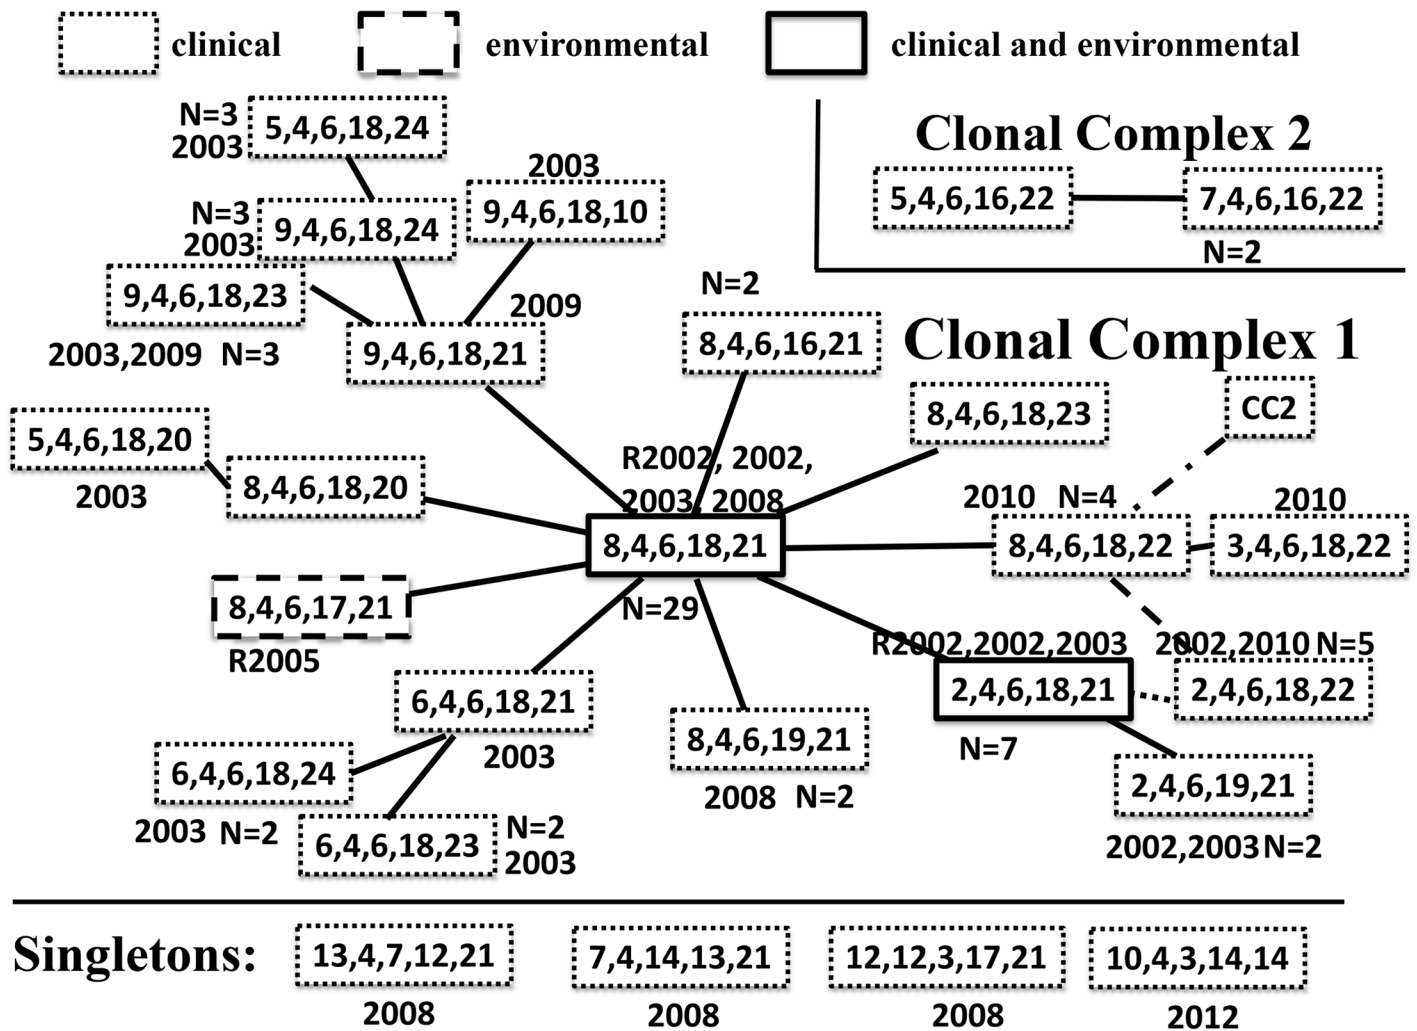 clinical
environmental
clinical and environmental
Clonal Complex 2
5,4,6,16,22
7,4,6,16,22
N=2
N=3
2003
5,4,6,18,24
N=3
2003
9,4,6,18,24
2003
9,4,6,18,10
9,4,6,18,23
2003,2009 N=3
2009
9,4,6,18,21
N=2
8,4,6,16,21
Clonal Complex 1
8,4,6,18,23
CC2
5,4,6,18,20
2003
8,4,6,18,20
R2002, 2002,
2003, 2008
8,4,6,18,21
N=29
2010 N=4
8,4,6,18,22
2010
3,4,6,18,22
8,4,6,17,21
R2005
R2002,2002,2003
2,4,6,18,21
N=7
2002,2010 N=5
2,4,6,18,22
6,4,6,18,21
2003
8,4,6,19,21
2008 N=2
2,4,6,19,21
2002,2003 N=2
6,4,6,18,24
2003 N=2
6,4,6,18,23
N=2
2003
Singletons:
13,4,7,12,21
2008
7,4,14,13,21
2008
12,12,3,17,21
2008
10,4,3,14,14
2012